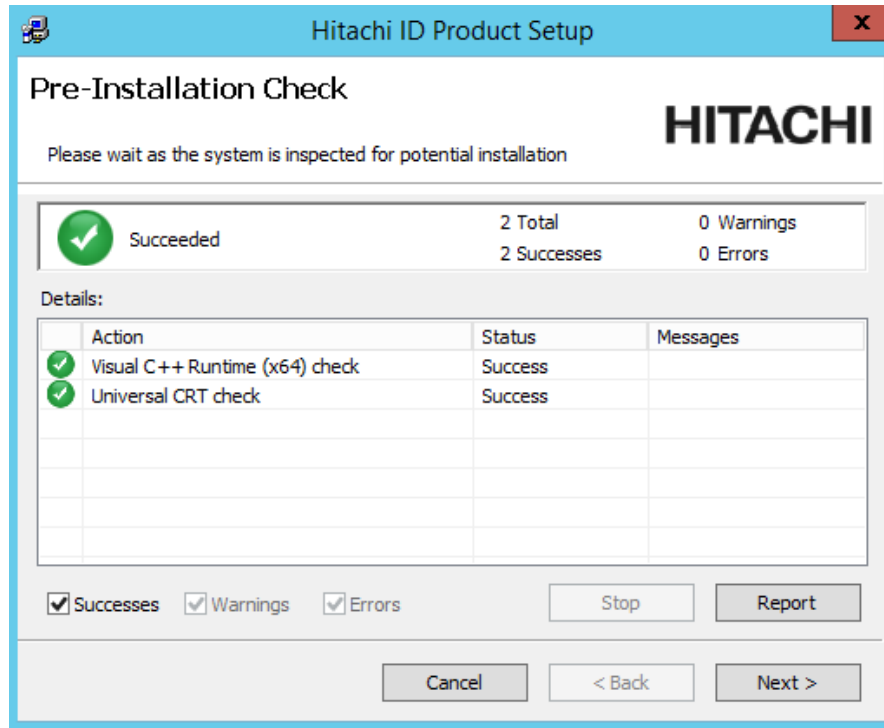 Hitachi ID Product Setup
x
Pre-Installation Check
HITACHI
Please wait as the system is inspected for potential installation
Succeeded
2 Total
0 Warnings
2 Successes
0 Errors
Details:
Action Status Messages
Visual C++ Runtime (x64) check Success
Universal CRT check Success
Successes Warnings Errors Stop Report
Cancel < Back Next >